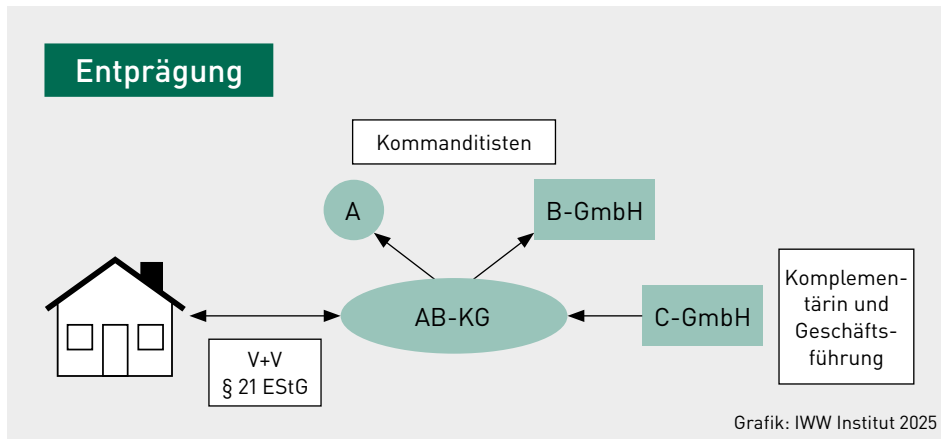 Entprägung
Kommanditisten
A
B-GmbH
AB-KG
C-GmbH
Komplemen-
tärin und
Geschäfts-
führung
V+V
§ 21 EStG
Grafik: IWW Institut 2025